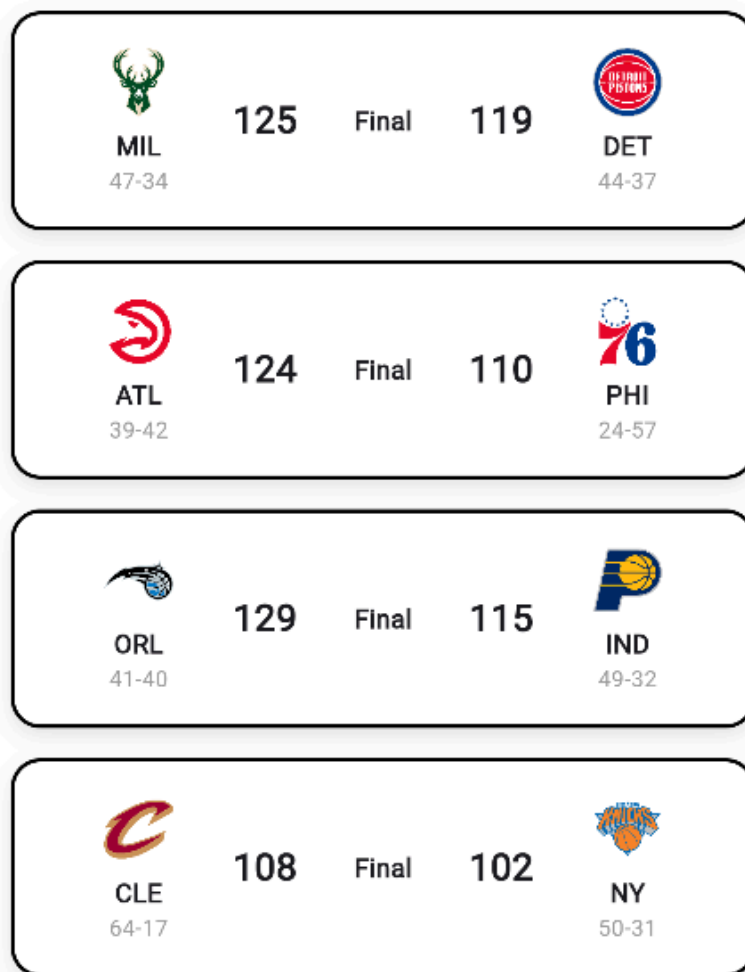 DETROIT
PISTONS
125 Final 119
MIL DET
47-34 44-37
76
124 Final 110
ATL PHI
39-42 24-57
129 Final 115
ORL IND
41-40 49-32
C
KNICKS
108 Final 102
CLE NY
64-17 50-31